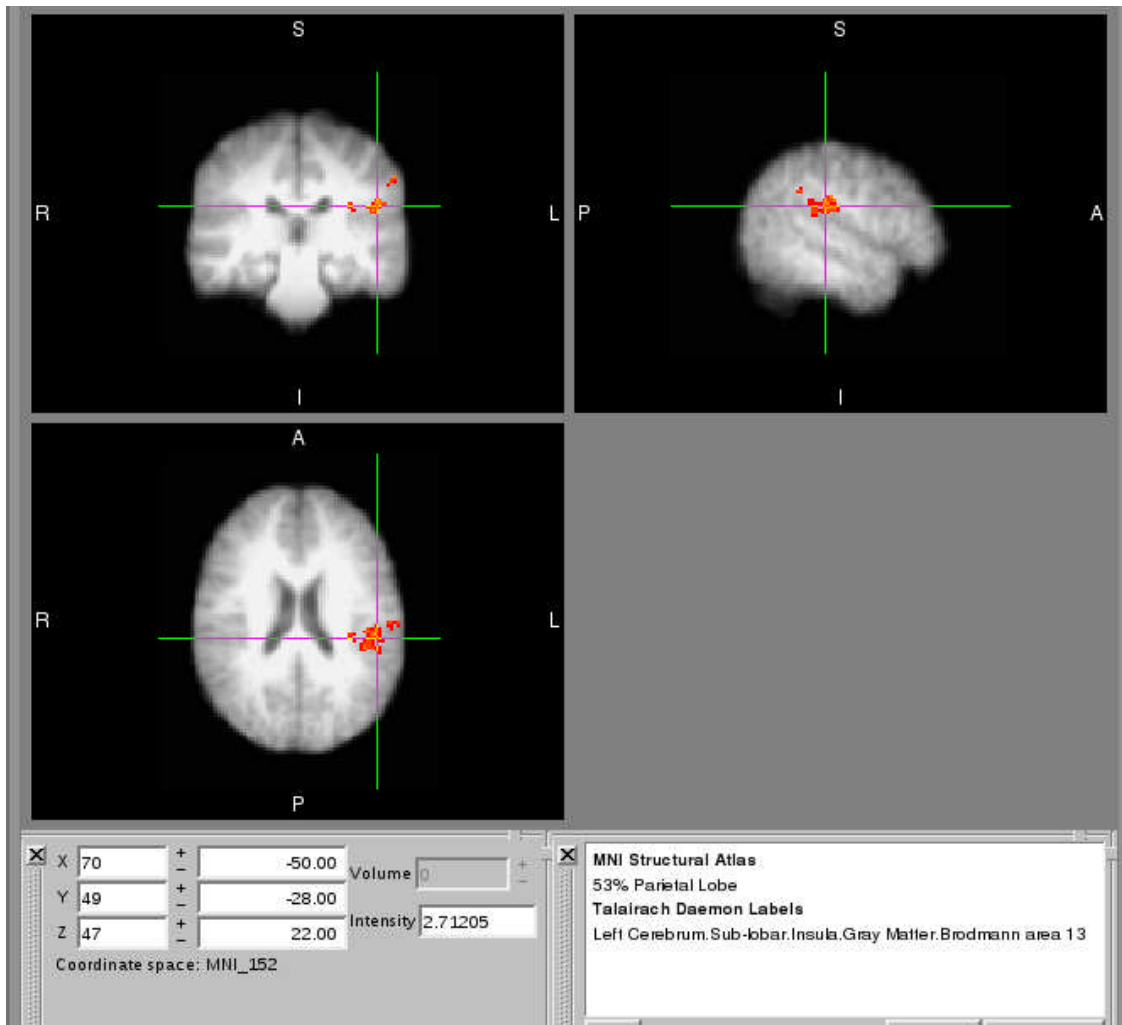 S
R
L
I
S
P
A
I
A
R
L
P
X 70 + − -50.00
Volume 0 + −
Y 49 + − -28.00
Intensity 2.71205
Z 47 + − 22.00
Coordinate space: MNI_152
MNI Structural Atlas
53% Parietal Lobe
Talairach Daemon Labels
Left Cerebrum.Sub-lobar.Insula.Gray Matter.Brodmann area 13